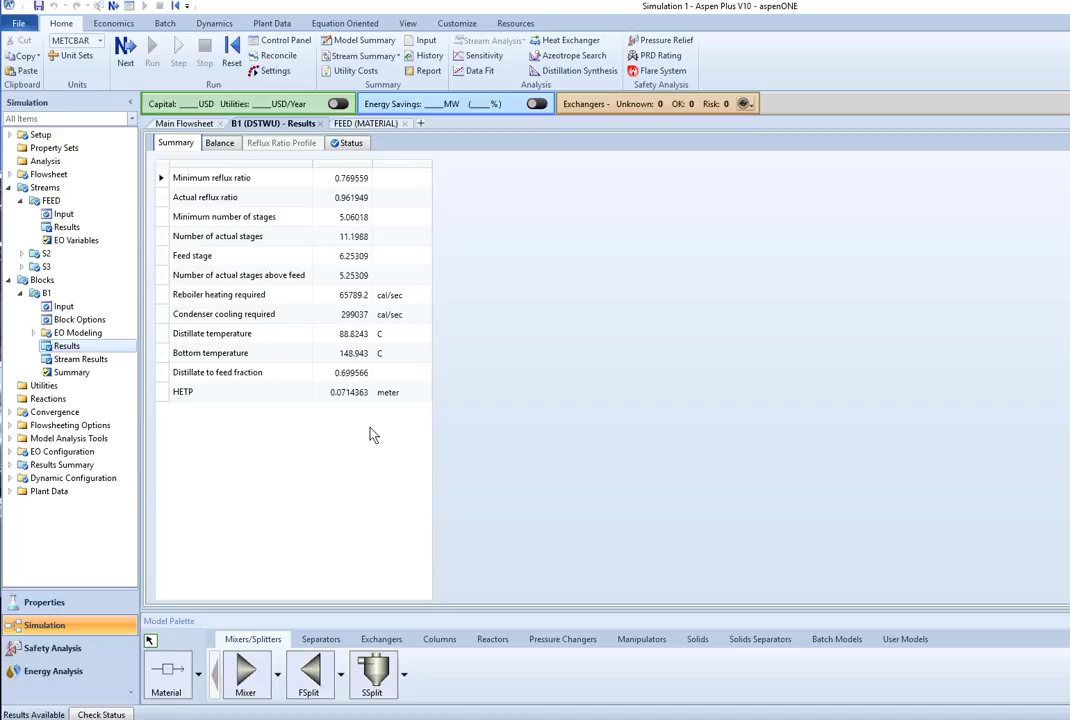 Simulation 1 - Aspen Plus V10 - aspenONE
File Home Economics Batch Dynamics Plant Data Equation Oriented View Customize Resources
Cut METCBAR Control Panel Model Summary Input Stream Analysis Heat Exchanger Pressure Relief
Copy Unit Sets Next Run Step Stop Reset Reconcile Stream Summary History Sensitivity Azeotrope Search PRD Rating
Paste Settings Utility Costs Report Data Fit Distillation Synthesis Flare System
Clipboard Units Run Summary Analysis Safety Analysis
Simulation < Capital: ____ USD Utilities: ____ USD/Year Energy Savings: ____ MW (____ %) Exchangers - Unknown: 0 OK: 0 Risk: 0
All Items Main Flowsheet × B1 (DSTWU) - Results × FEED (MATERIAL) × +
Setup
Property Sets
Analysis
Flowsheet
Streams
FEED
Input
Results
EO Variables
S2
S3
Blocks
B1
Input
Block Options
EO Modeling
Results
Stream Results
Summary
Utilities
Reactions
Convergence
Flowsheeting Options
Model Analysis Tools
EO Configuration
Results Summary
Dynamic Configuration
Plant Data
Summary Balance Reflux Ratio Profile Status
Minimum reflux ratio 0.769559
Actual reflux ratio 0.961949
Minimum number of stages 5.06018
Number of actual stages 11.1988
Feed stage 6.25309
Number of actual stages above feed 5.25309
Reboiler heating required 65789.2 cal/sec
Condenser cooling required 299037 cal/sec
Distillate temperature 88.8243 C
Bottom temperature 148.943 C
Distillate to feed fraction 0.699566
HETP 0.0714363 meter
Properties
Simulation
Safety Analysis
Energy Analysis
Model Palette
Mixers/Splitters Separators Exchangers Columns Reactors Pressure Changers Manipulators Solids Solids Separators Batch Models User Models
Material Mixer FSplit SSplit
Results Available Check Status